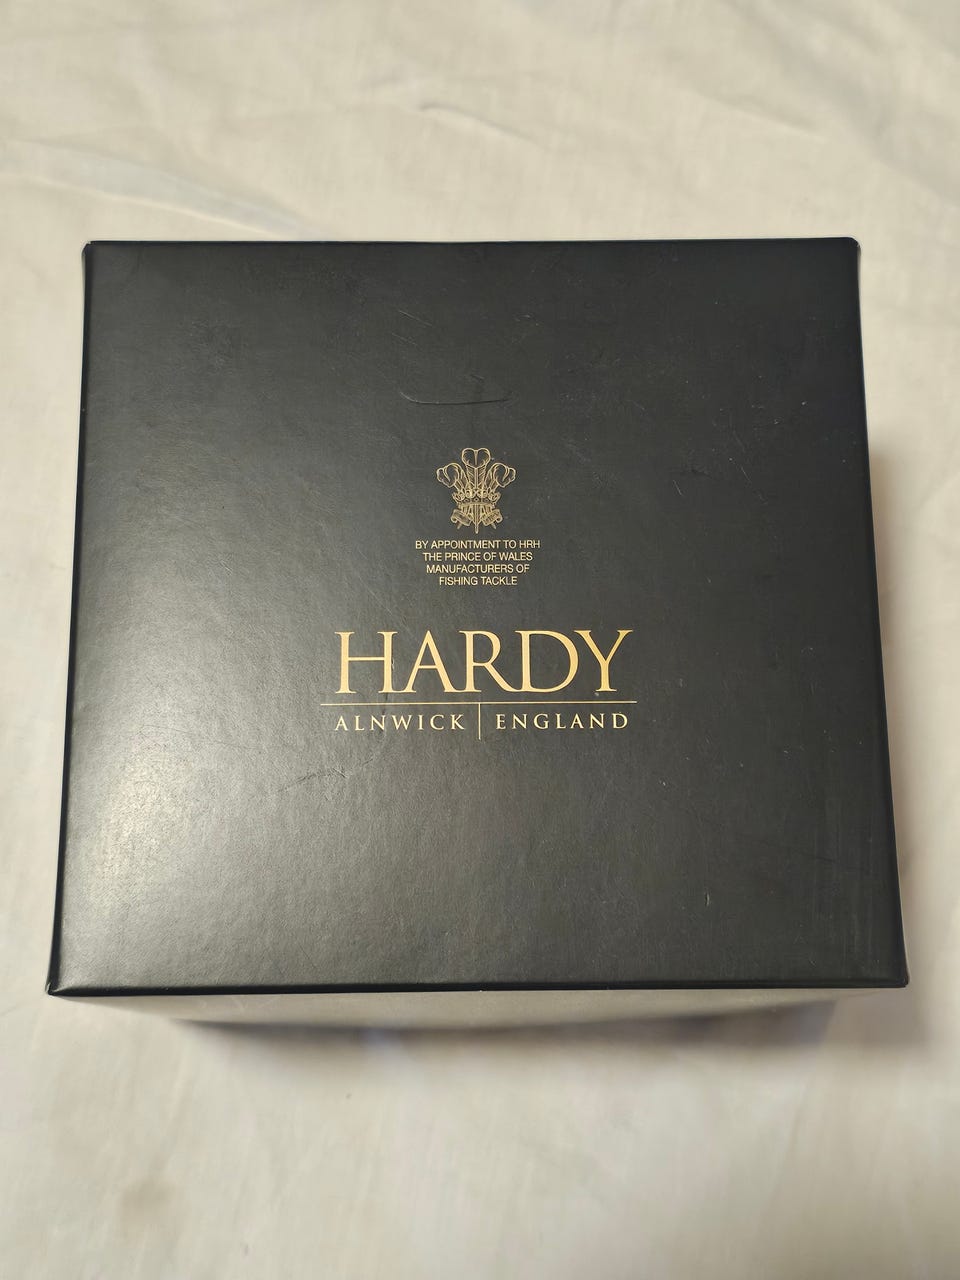 BY APPOINTMENT TO HRH
THE PRINCE OF WALES
MANUFACTURERS OF
FISHING TACKLE
HARDY
ALNWICK | ENGLAND